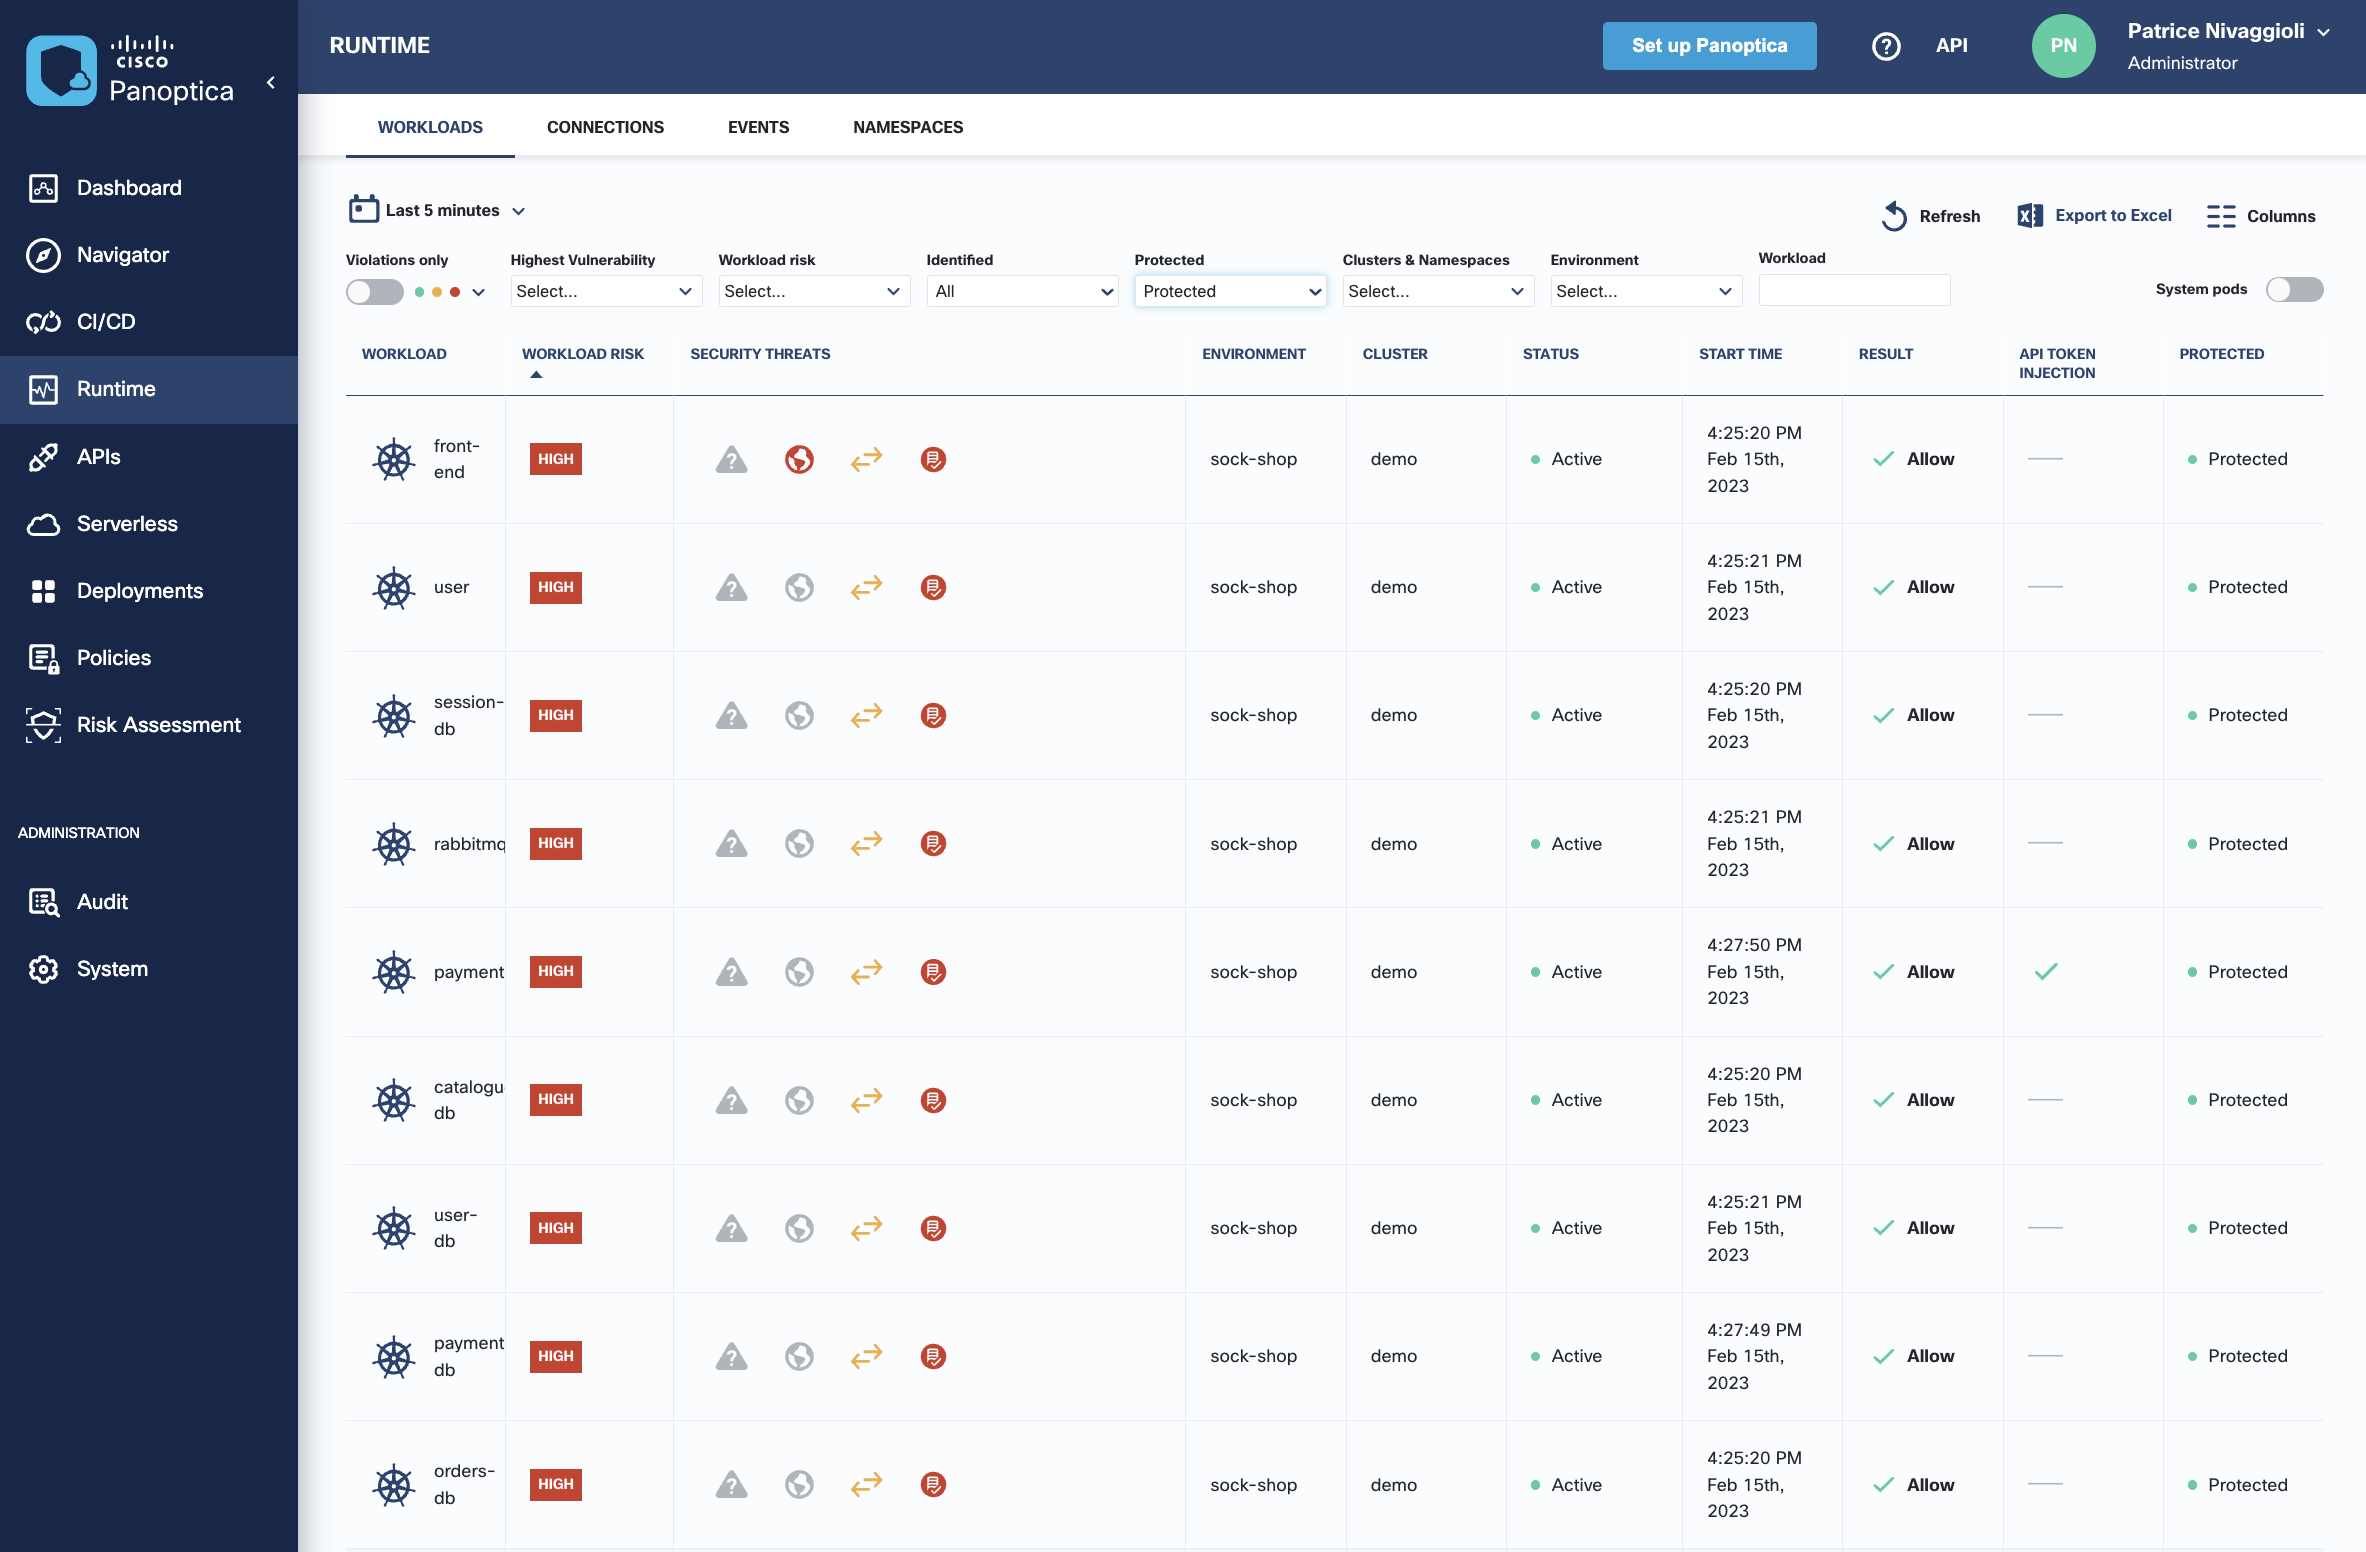 CISCO
Panoptica
RUNTIME
Set up Panoptica
?
API
PN
Patrice Nivaggioli
Administrator
Dashboard
Navigator
CI/CD
Runtime
APIs
Serverless
Deployments
Policies
Risk Assessment
ADMINISTRATION
Audit
System
WORKLOADS CONNECTIONS EVENTS NAMESPACES
Last 5 minutes
Refresh Export to Excel Columns
Violations only Highest Vulnerability Workload risk Identified Protected Clusters & Namespaces Environment Workload
Select... Select... All Protected Select... Select... System pods
WORKLOAD WORKLOAD RISK SECURITY THREATS ENVIRONMENT CLUSTER STATUS START TIME RESULT API TOKEN INJECTION PROTECTED
front-end HIGH ? sock-shop demo Active 4:25:20 PM Feb 15th, 2023 Allow Protected
user HIGH ? sock-shop demo Active 4:25:21 PM Feb 15th, 2023 Allow Protected
session-db HIGH ? sock-shop demo Active 4:25:20 PM Feb 15th, 2023 Allow Protected
rabbitmq HIGH ? sock-shop demo Active 4:25:21 PM Feb 15th, 2023 Allow Protected
payment HIGH ? sock-shop demo Active 4:27:50 PM Feb 15th, 2023 Allow Protected
catalogu db HIGH ? sock-shop demo Active 4:25:20 PM Feb 15th, 2023 Allow Protected
user-db HIGH ? sock-shop demo Active 4:25:21 PM Feb 15th, 2023 Allow Protected
payment db HIGH ? sock-shop demo Active 4:27:49 PM Feb 15th, 2023 Allow Protected
orders-db HIGH ? sock-shop demo Active 4:25:20 PM Feb 15th, 2023 Allow Protected